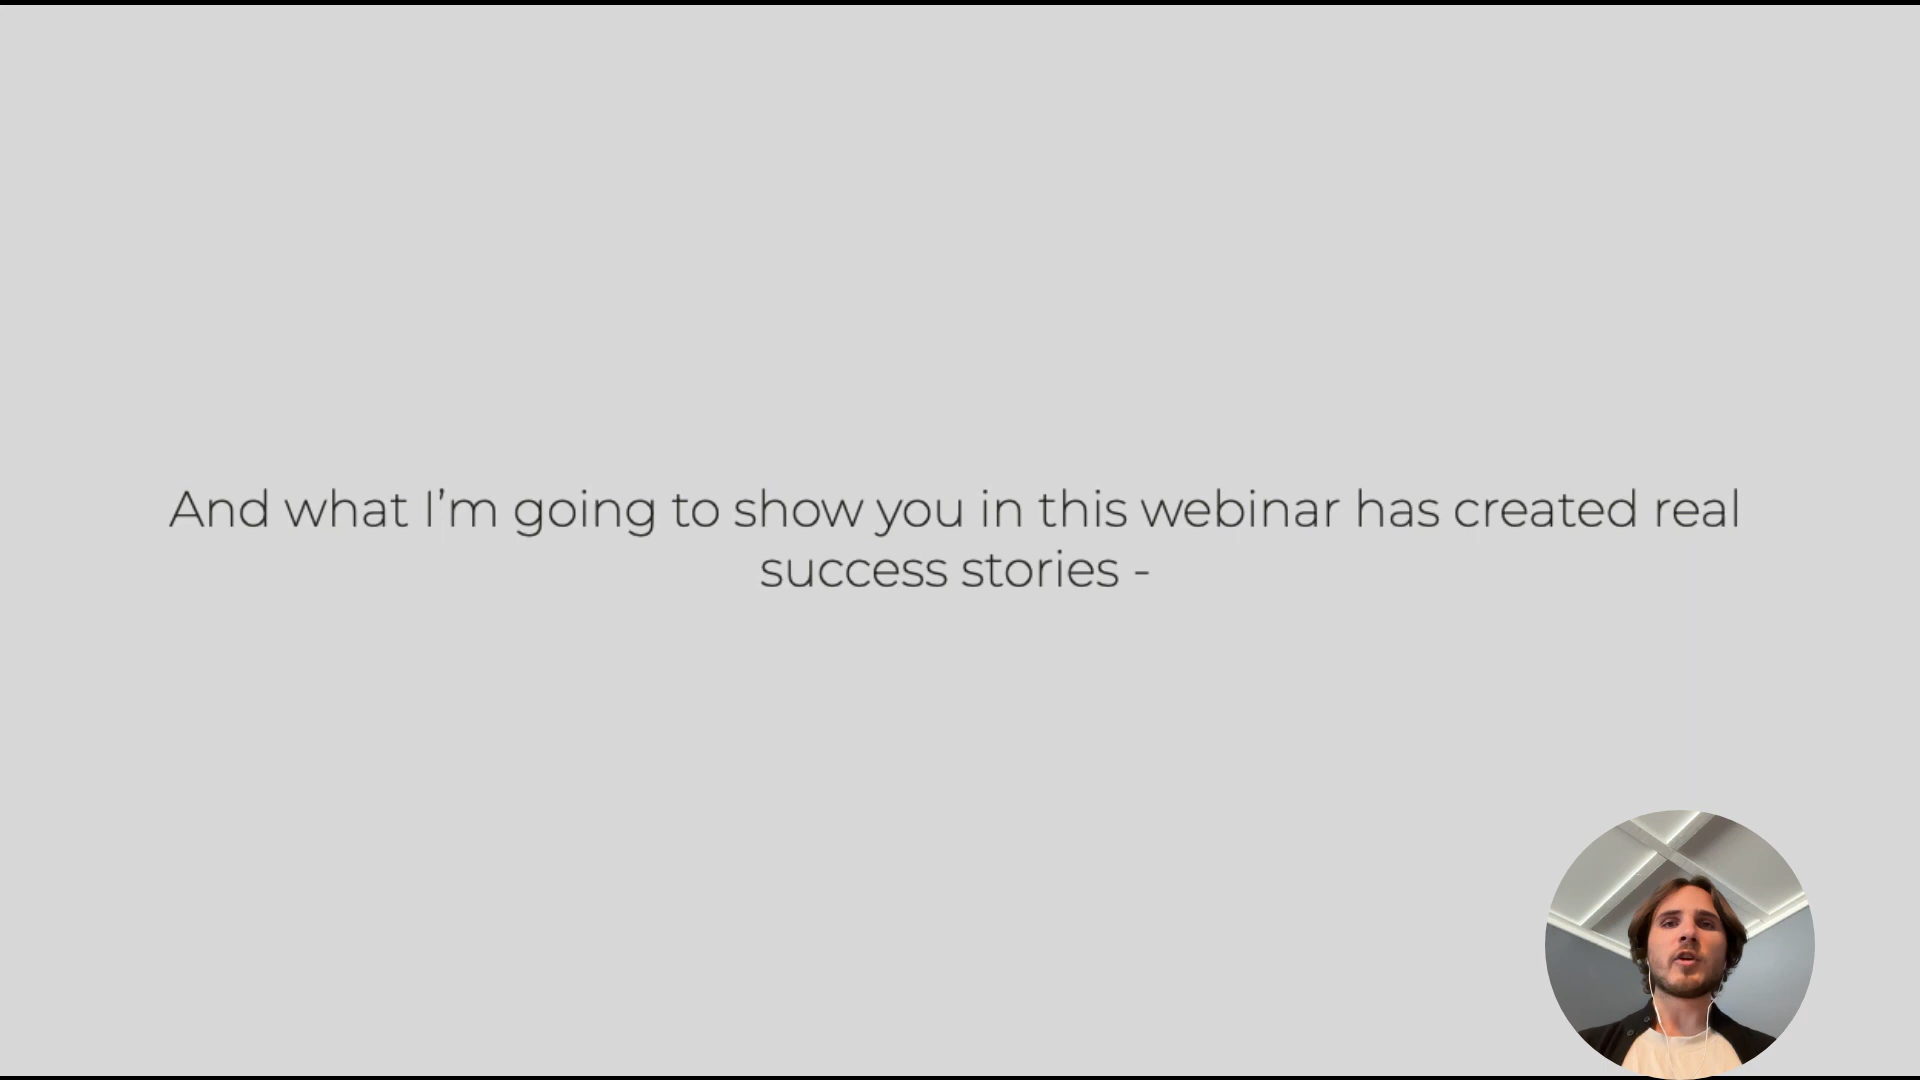 And what I’m going to show you in this webinar has created real
success stories -